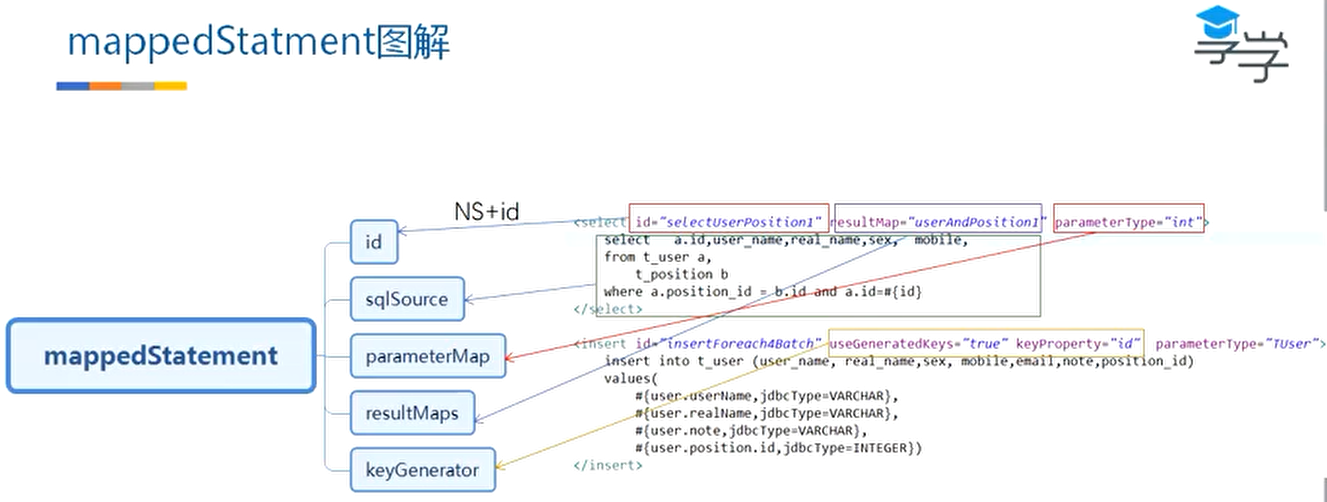 mappedStatment图解
享学
NS+id
id
sqlSource
mappedStatement
parameterMap
resultMaps
keyGenerator
<select id="selectUserPosition1" resultMap="userAndPosition1" parameterType="int">
select a.id,user_name,real_name,sex, mobile,
from t_user a,
t_position b
where a.position_id = b.id and a.id=#{id}
</select>
<insert id="insertForeach4Batch" useGeneratedKeys="true" keyProperty="id" parameterType="TUser">
insert into t_user (user_name, real_name,sex, mobile,email,note,position_id)
values(
#{user.userName,jdbcType=VARCHAR},
#{user.realName,jdbcType=VARCHAR},
#{user.note,jdbcType=VARCHAR},
#{user.position.id,jdbcType=INTEGER})
</insert>